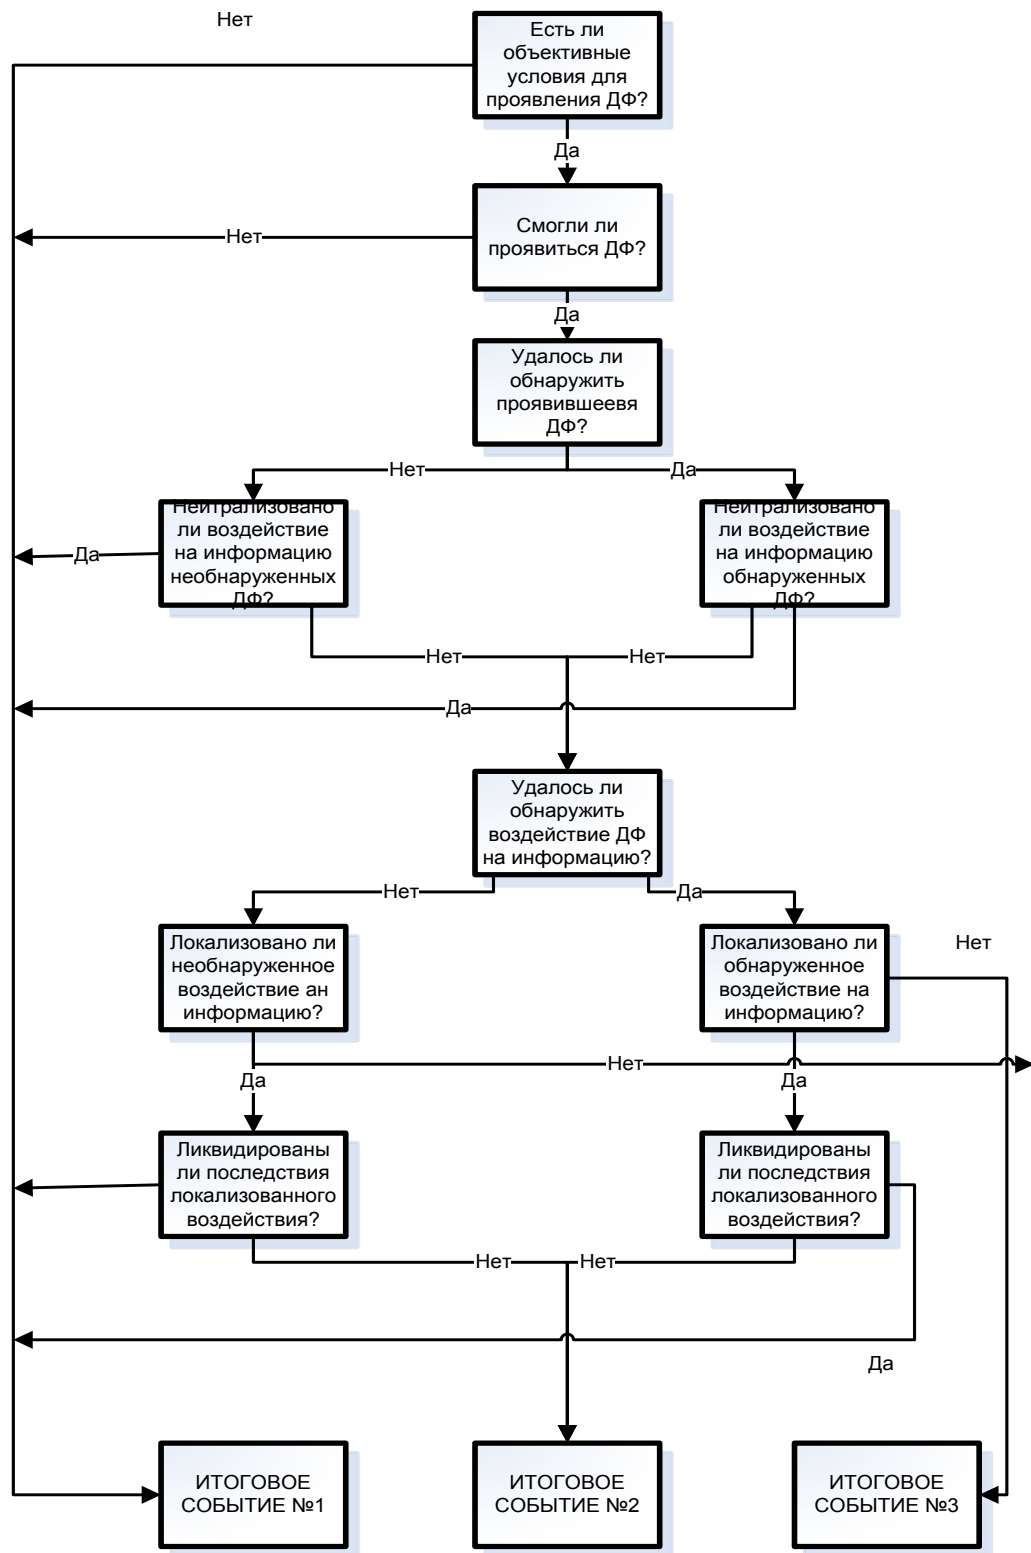 Нет
Есть ли
объективные
условия для
проявления ДФ?
Да
Смогли ли
проявиться ДФ?
Нет
Да
Удалось ли
обнаружить
проявившеевя
ДФ?
Нет
Да
Нейтрализовано
ли воздействие
на информацию
необнаруженных
ДФ?
Нейтрализовано
ли воздействие
на информацию
обнаруженных
ДФ?
Да
Нет
Нет
Да
Удалось ли
обнаружить
воздействие ДФ
на информацию?
Нет
Да
Локализовано ли
необнаруженное
воздействие ан
информацию?
Локализовано ли
обнаруженное
воздействие на
информацию?
Нет
Нет
Да
Да
Ликвидированы
ли последствия
локализованного
воздействия?
Ликвидированы
ли последствия
локализованного
воздействия?
Нет
Нет
Да
ИТОГОВОЕ
СОБЫТИЕ №1
ИТОГОВОЕ
СОБЫТИЕ №2
ИТОГОВОЕ
СОБЫТИЕ №3